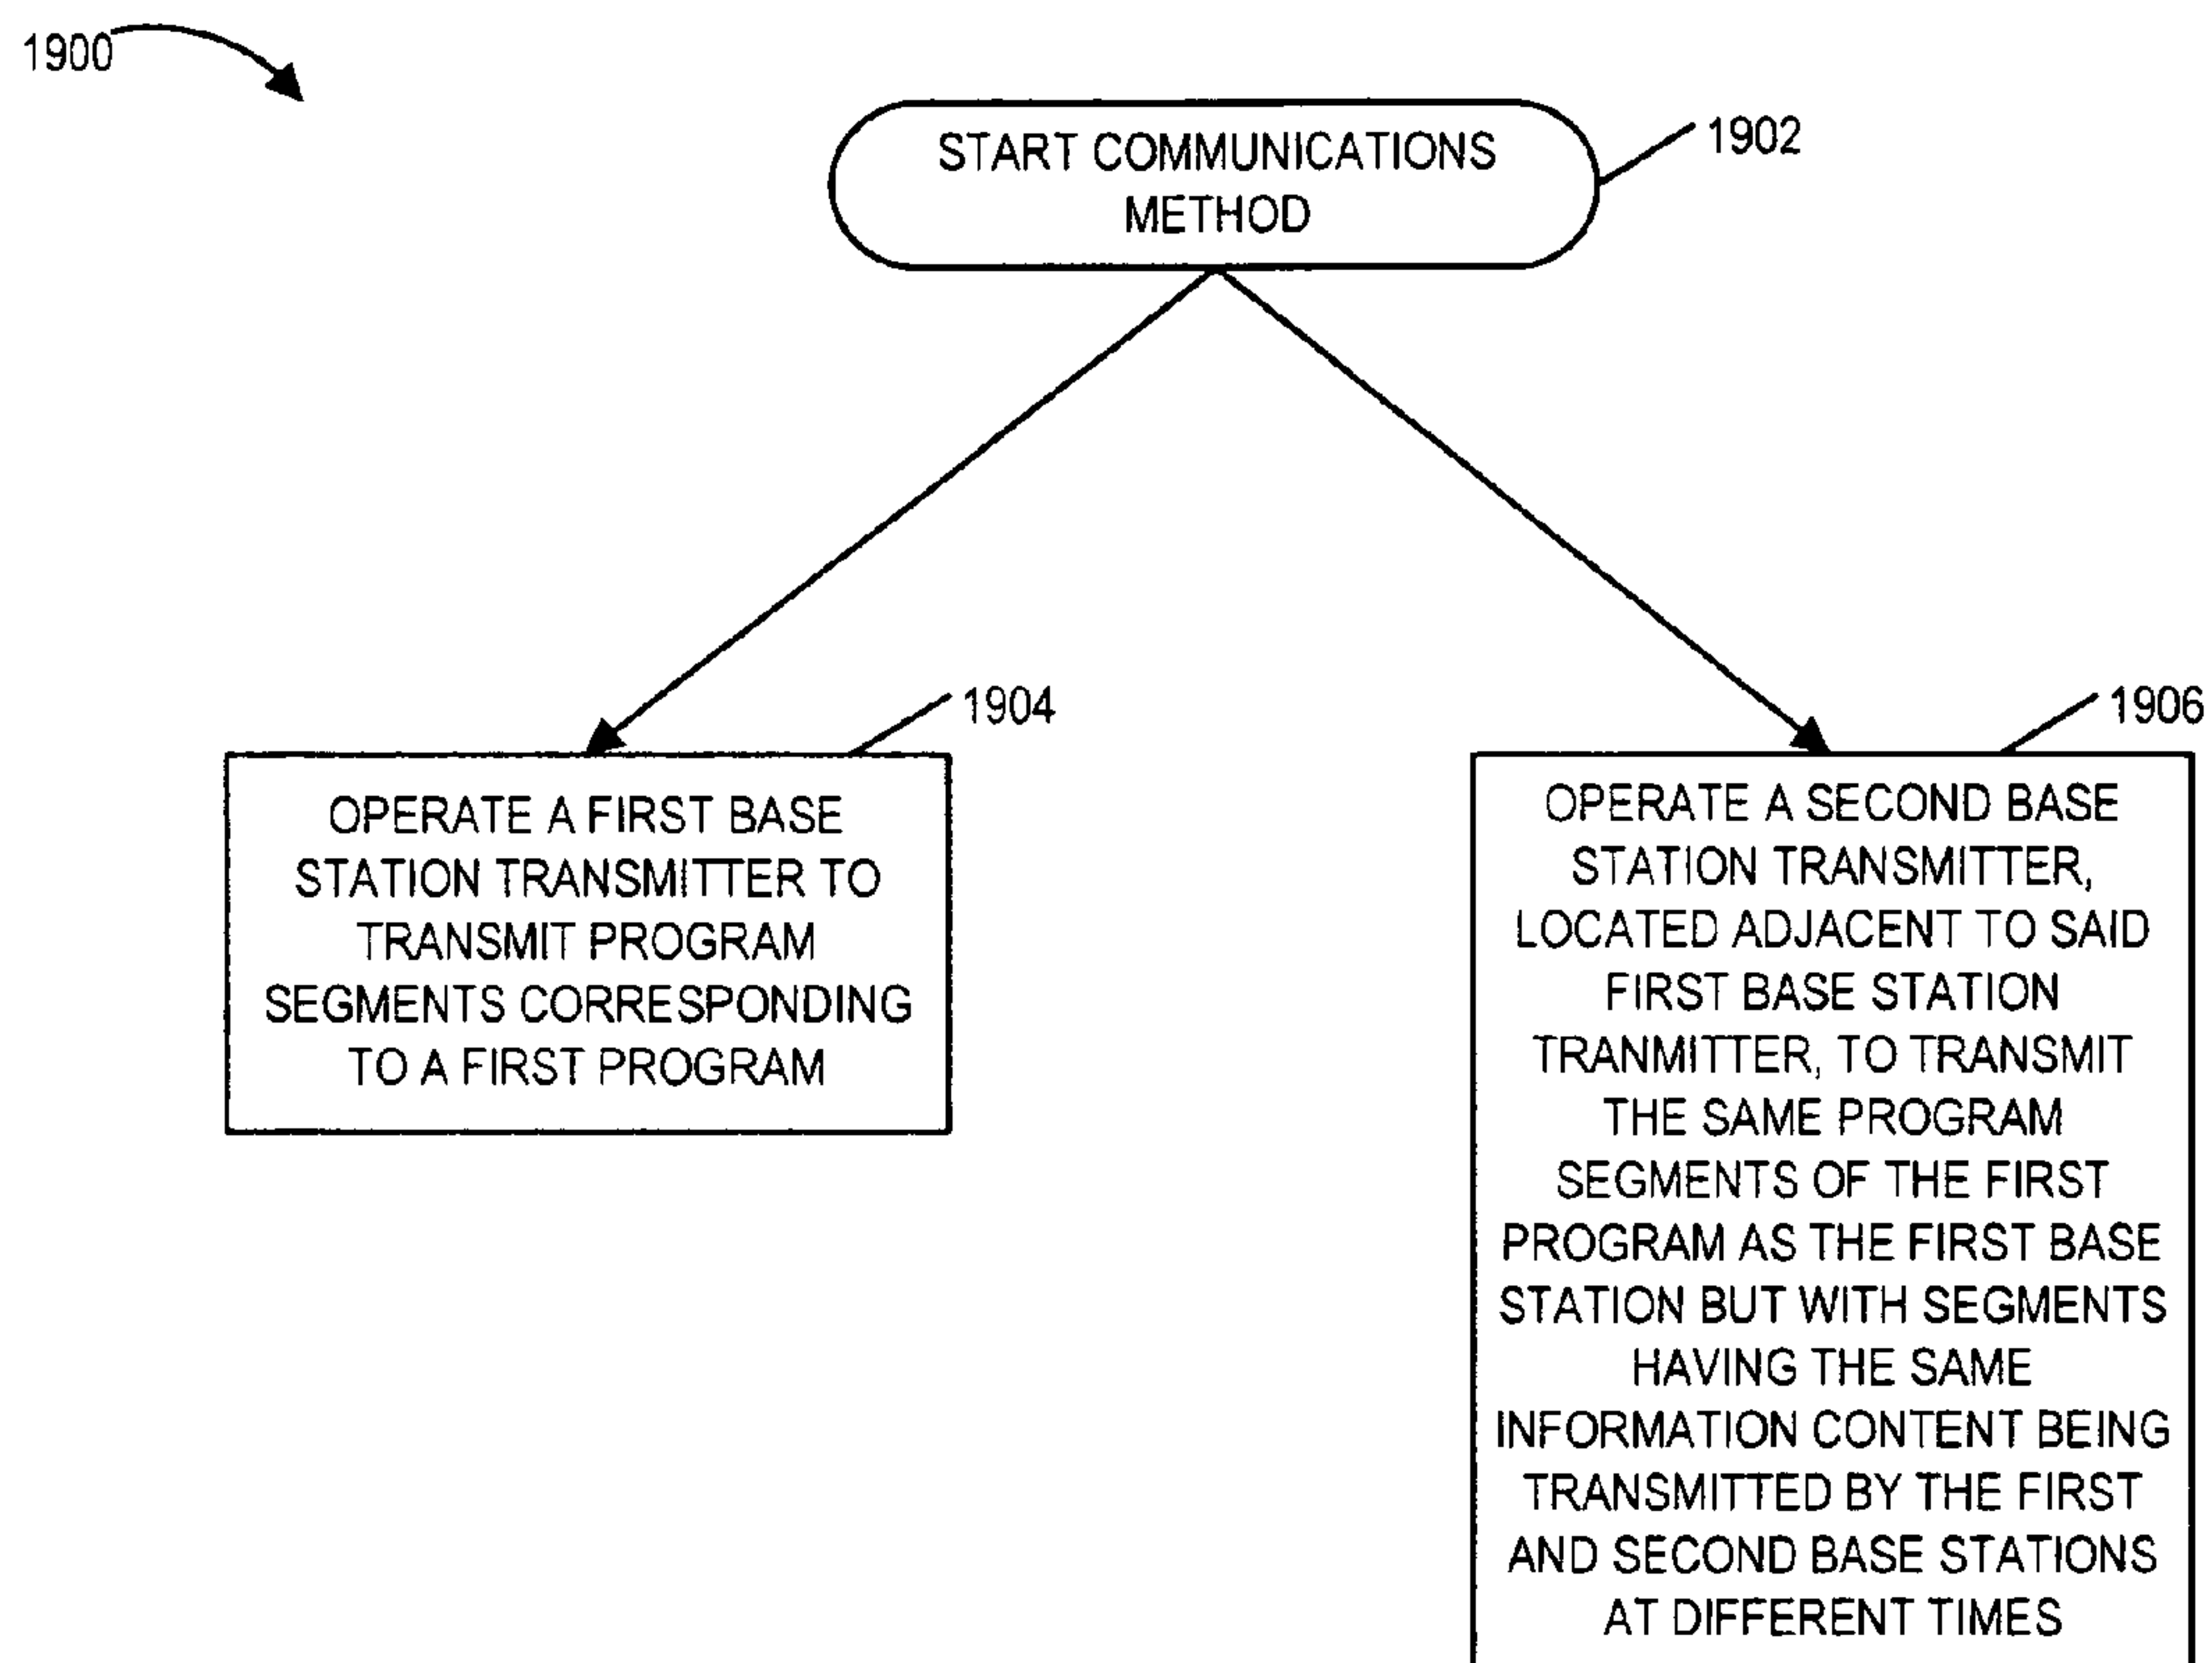 1900
START COMMUNICATIONS
METHOD
1902
1904
OPERATE A FIRST BASE
STATION TRANSMITTER TO
TRANSMIT PROGRAM
SEGMENTS CORRESPONDING
TO A FIRST PROGRAM
1906
OPERATE A SECOND BASE
STATION TRANSMITTER,
LOCATED ADJACENT TO SAID
FIRST BASE STATION
TRANMITTER, TO TRANSMIT
THE SAME PROGRAM
SEGMENTS OF THE FIRST
PROGRAM AS THE FIRST BASE
STATION BUT WITH SEGMENTS
HAVING THE SAME
INFORMATION CONTENT BEING
TRANSMITTED BY THE FIRST
AND SECOND BASE STATIONS
AT DIFFERENT TIMES